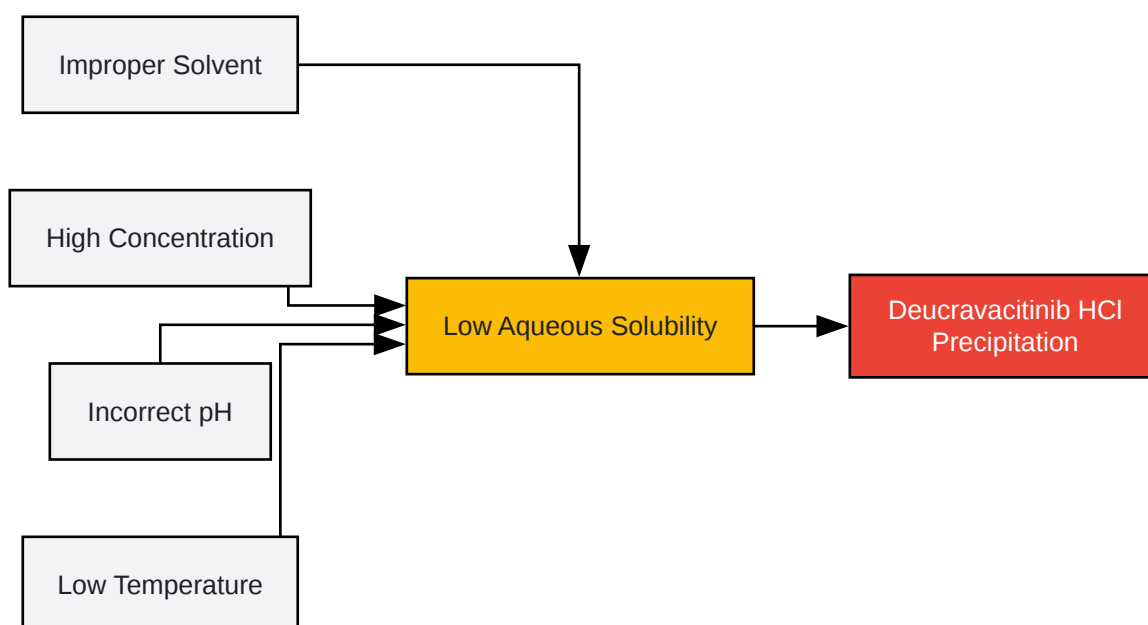 Improper Solvent
High Concentration
Low Aqueous Solubility
Deucravacitinib HCl
Precipitation
Incorrect pH
Low Temperature